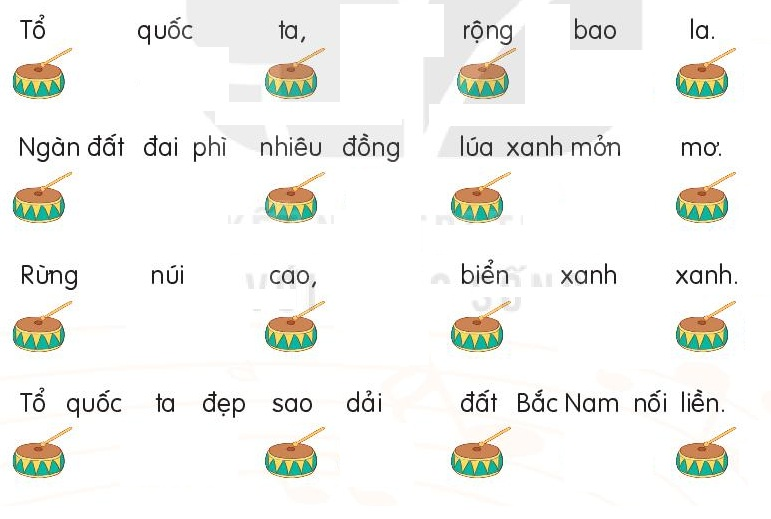 Tổ quốc ta, rộng bao la.
Ngàn đất đai phì nhiêu đồng lúa xanh mởn mơ.
Rừng núi cao, biển xanh xanh.
Tổ quốc ta đẹp sao dải đất Bắc Nam nối liền.